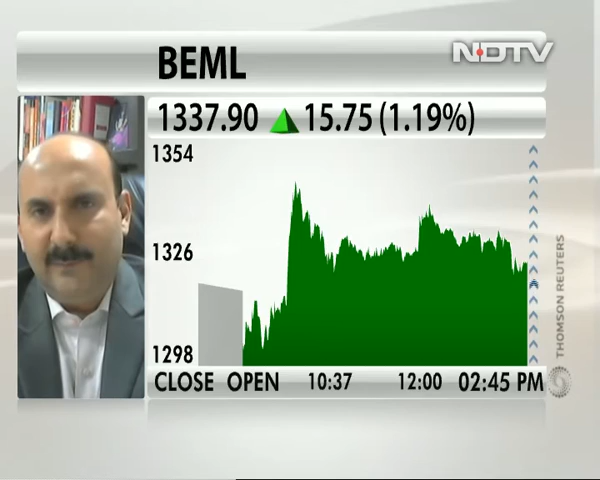 BEML
NDTV
1337.90 ▲ 15.75 (1.19%)
1354
1326
1298
CLOSE OPEN 10:37 12:00 02:45 PM
THOMSON REUTERS